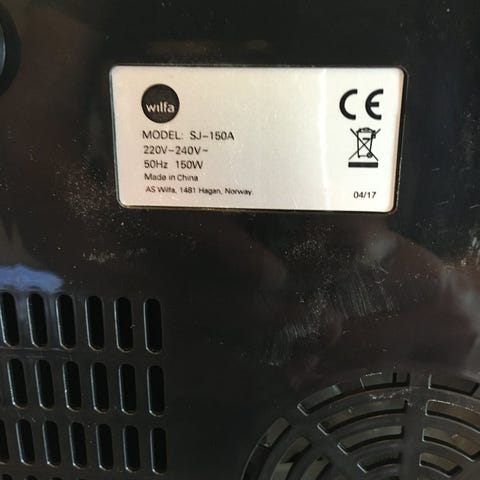 wilfa
CE
MODEL: SJ-150A
220V-240V~
50Hz 150W
Made in China
AS Wilfa, 1481 Hagan, Norway.
04/17